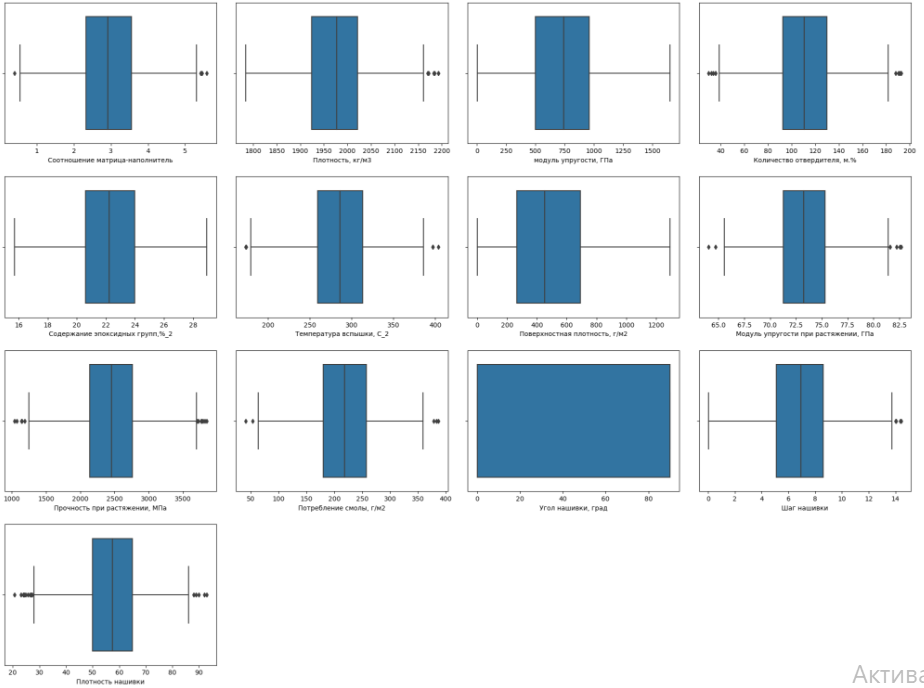 1 2 3 4 5
Соотношение матрица-наполнитель
1800 1850 1900 1950 2000 2050 2100 2150 2200
Плотность, кг/м3
0 250 500 750 1000 1250 1500
модуль упругости, ГПа
40 60 80 100 120 140 160 180 200
Количество отвердителя, м.%
16 18 20 22 24 26 28
Содержание эпоксидных групп,%_2
200 250 300 350 400
Температура вспышки, С_2
0 200 400 600 800 1000 1200
Поверхностная плотность, г/м2
65.0 67.5 70.0 72.5 75.0 77.5 80.0 82.5
Модуль упругости при растяжении, ГПа
1000 1500 2000 2500 3000 3500
Прочность при растяжении, МПа
50 100 150 200 250 300 350 400
Потребление смолы, г/м2
0 20 40 60 80
Угол нашивки, град
0 2 4 6 8 10 12 14
Шаг нашивки
20 30 40 50 60 70 80 90
Плотность нашивки
Актива